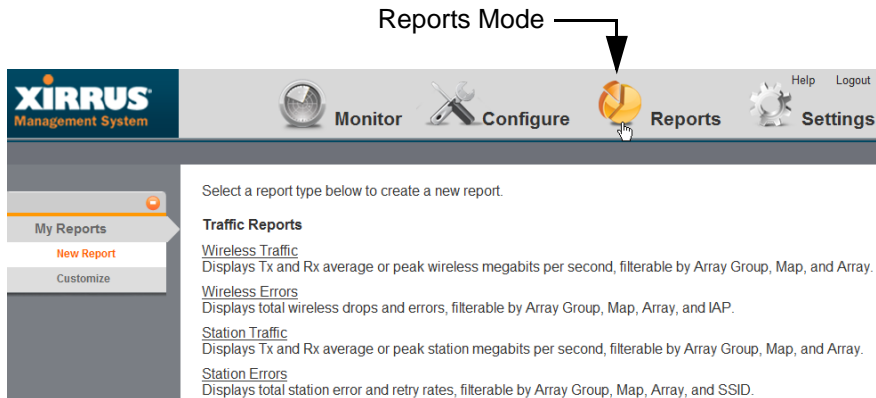 Reports Mode
XIRRUS
Management System
Monitor
Configure
Reports
Help
Logout
Settings
My Reports
New Report
Customize
Select a report type below to create a new report.
Traffic Reports
Wireless Traffic
Displays Tx and Rx average or peak wireless megabits per second, filterable by Array Group, Map, and Array.
Wireless Errors
Displays total wireless drops and errors, filterable by Array Group, Map, Array, and IAP.
Station Traffic
Displays Tx and Rx average or peak station megabits per second, filterable by Array Group, Map, and Array.
Station Errors
Displays total station error and retry rates, filterable by Array Group, Map, Array, and SSID.